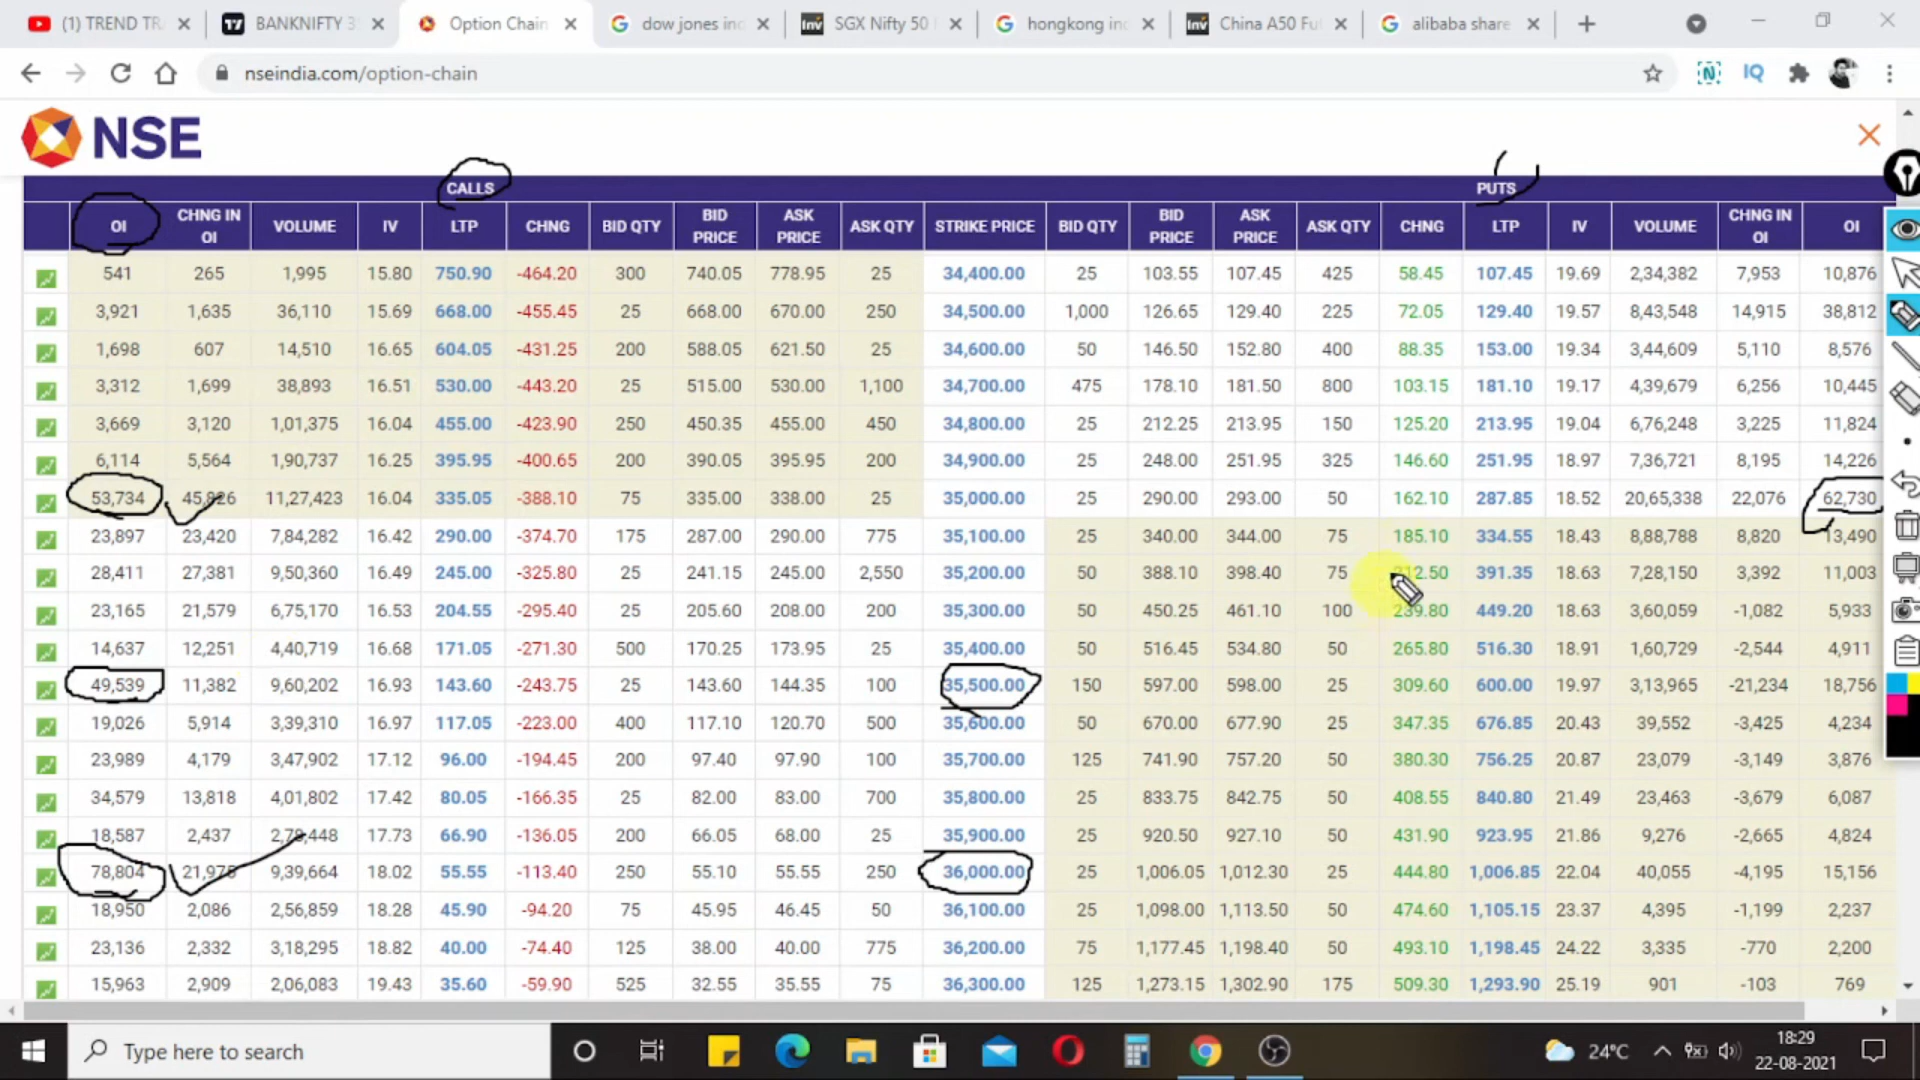 (1) TREND TR BANKNIFTY 3 Option Chain dow jones in SGX Nifty 50 hongkong in China A50 Fu alibaba share
nseindia.com/option-chain
NSE
CALLS PUTS
OI CHNG IN OI VOLUME IV LTP CHNG BID QTY BID PRICE ASK PRICE ASK QTY STRIKE PRICE BID QTY BID PRICE ASK PRICE ASK QTY CHNG LTP IV VOLUME CHNG IN OI OI
541 265 1,995 15.80 750.90 -464.20 300 740.05 778.95 25 34,400.00 25 103.55 107.45 425 58.45 107.45 19.69 2,34,382 7,953 10,876
3,921 1,635 36,110 15.69 668.00 -455.45 25 668.00 670.00 250 34,500.00 1,000 126.65 129.40 225 72.05 129.40 19.57 8,43,548 14,915 38,812
1,698 607 14,510 16.65 604.05 -431.25 200 588.05 621.50 25 34,600.00 50 146.50 152.80 400 88.35 153.00 19.34 3,44,609 5,110 8,576
3,312 1,699 38,893 16.51 530.00 -443.20 25 515.00 530.00 1,100 34,700.00 475 178.10 181.50 800 103.15 181.10 19.17 4,39,679 6,256 10,445
3,669 3,120 1,01,375 16.04 455.00 -423.90 250 450.35 455.00 450 34,800.00 25 212.25 213.95 150 125.20 213.95 19.04 6,76,248 3,225 11,824
6,114 5,564 1,90,737 16.25 395.95 -400.65 200 390.05 395.95 200 34,900.00 25 248.00 251.95 325 146.60 251.95 18.97 7,36,721 8,195 14,226
53,734 45,826 11,27,423 16.04 335.05 -388.10 75 335.00 338.00 25 35,000.00 25 290.00 293.00 50 162.10 287.85 18.52 20,65,338 22,076 62,730
23,897 23,420 7,84,282 16.42 290.00 -374.70 175 287.00 290.00 775 35,100.00 25 340.00 344.00 75 185.10 334.55 18.43 8,88,788 8,820 13,490
28,411 27,381 9,50,360 16.49 245.00 -325.80 25 241.15 245.00 2,550 35,200.00 50 388.10 398.40 75 212.50 391.35 18.63 7,28,150 3,392 11,003
23,165 21,579 6,75,170 16.53 204.55 -295.40 25 205.60 208.00 200 35,300.00 50 450.25 461.10 100 239.80 449.20 18.63 3,60,059 -1,082 5,933
14,637 12,251 4,40,719 16.68 171.05 -271.30 500 170.25 173.95 25 35,400.00 50 516.45 534.80 50 265.80 516.30 18.91 1,60,729 -2,544 4,911
49,539 11,382 9,60,202 16.93 143.60 -243.75 25 143.60 144.35 100 35,500.00 150 597.00 598.00 25 309.60 600.00 19.97 3,13,965 -21,234 18,756
19,026 5,914 3,39,310 16.97 117.05 -223.00 400 117.10 120.70 500 35,600.00 50 670.00 677.90 25 347.35 676.85 20.43 39,552 -3,425 4,234
23,989 4,179 3,47,902 17.12 96.00 -194.45 200 97.40 97.90 100 35,700.00 125 741.90 757.20 50 380.30 756.25 20.87 23,079 -3,149 3,876
34,579 13,818 4,01,802 17.42 80.05 -166.35 25 82.00 83.00 700 35,800.00 25 833.75 842.75 50 408.55 840.80 21.49 23,463 -3,679 6,087
18,587 2,437 2,79,448 17.73 66.90 -136.05 200 66.05 68.00 25 35,900.00 25 920.50 927.10 50 431.90 923.95 21.86 9,276 -2,665 4,824
78,804 21,975 9,39,664 18.02 55.55 -113.40 250 55.10 55.55 250 36,000.00 25 1,006.05 1,012.30 25 444.80 1,006.85 22.04 40,055 -4,195 15,156
18,950 2,086 2,56,859 18.28 45.90 -94.20 75 45.95 46.45 50 36,100.00 25 1,098.00 1,113.50 50 474.60 1,105.15 23.37 4,395 -1,199 2,237
23,136 2,332 3,18,295 18.82 40.00 -74.40 125 38.00 40.00 775 36,200.00 75 1,177.45 1,198.40 50 493.10 1,198.45 24.22 3,335 -770 2,200
15,963 2,909 2,06,083 19.43 35.60 -59.90 525 32.55 35.55 75 36,300.00 125 1,273.15 1,302.90 175 509.30 1,293.90 25.19 901 -103 769
Type here to search 24°C 18:29
22-08-2021